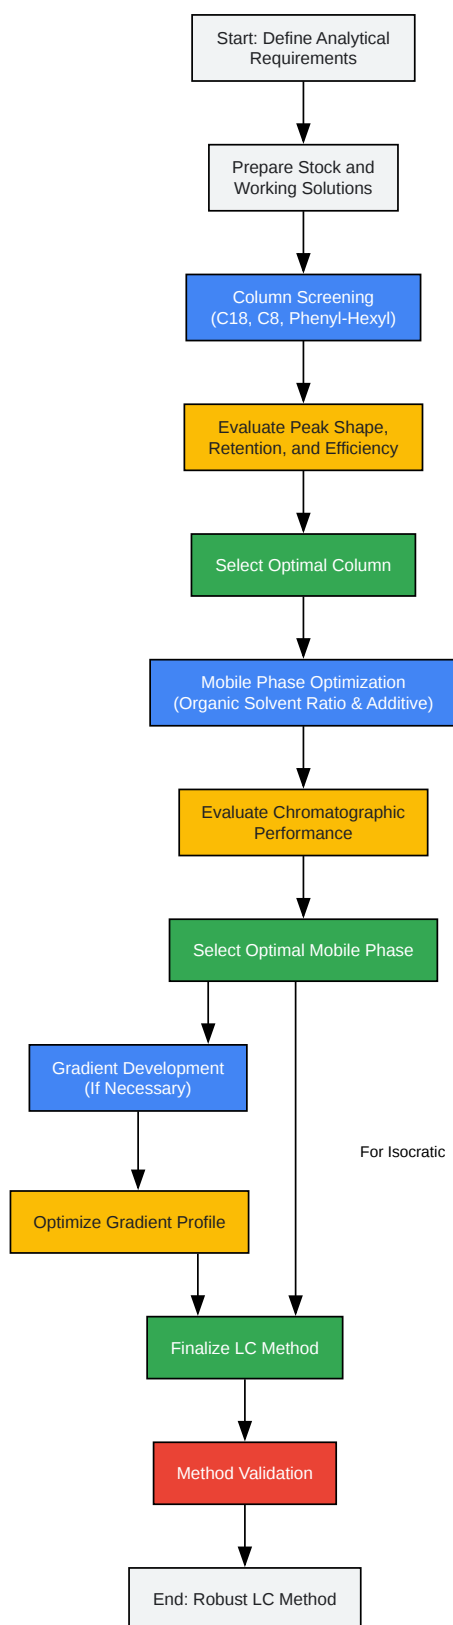 Start: Define Analytical
Requirements
Prepare Stock and
Working Solutions
Column Screening
(C18, C8, Phenyl-Hexyl)
Evaluate Peak Shape,
Retention, and Efficiency
Select Optimal Column
Mobile Phase Optimization
(Organic Solvent Ratio & Additive)
Evaluate Chromatographic
Performance
Select Optimal Mobile Phase
Gradient Development
(If Necessary)
For Isocratic
Optimize Gradient Profile
Finalize LC Method
Method Validation
End: Robust LC Method